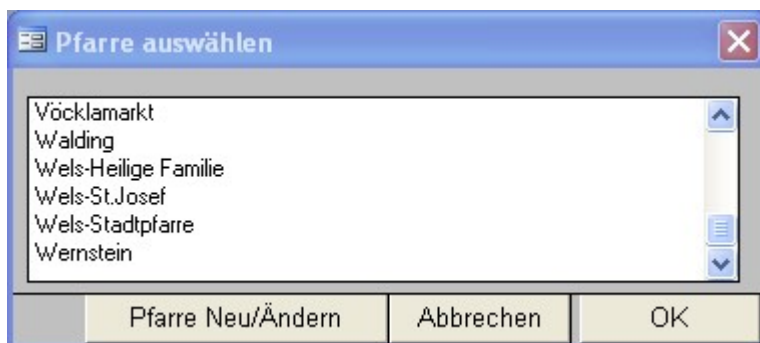 Pfarre auswählen
Vöcklamarkt
Walding
Wels-Heilige Familie
Wels-St.Josef
Wels-Stadtpfarre
Wernstein
Pfarre Neu/Ändern Abbrechen OK